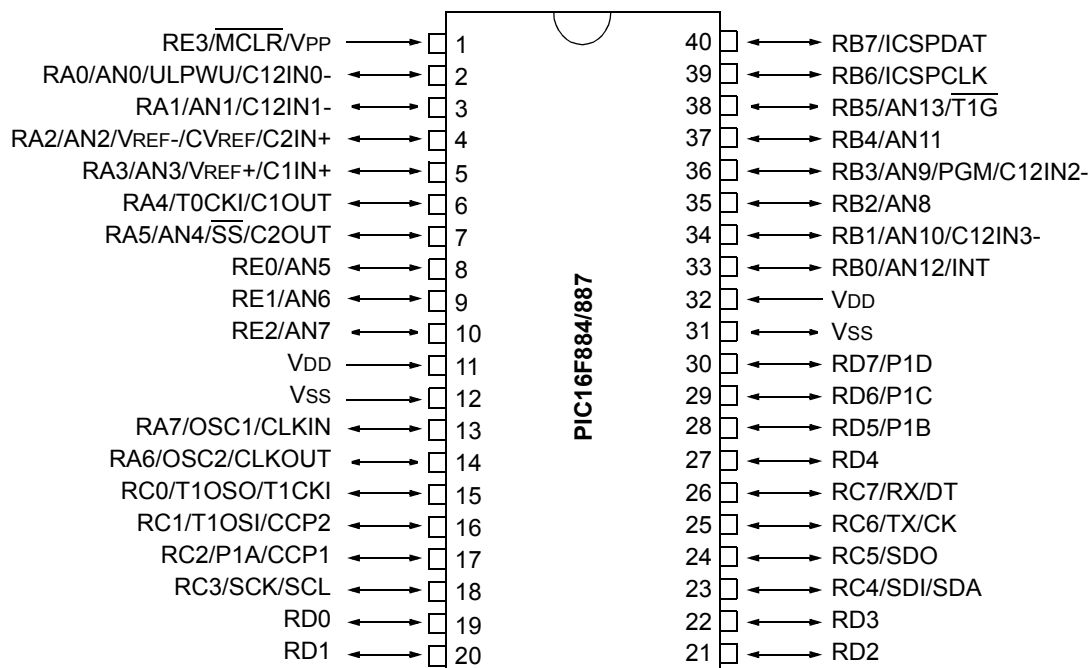 RE3/MCLR/VPP 1 40 RB7/ICSPDAT
RA0/AN0/ULPWU/C12IN0- 2 39 RB6/ICSPCLK
RA1/AN1/C12IN1- 3 38 RB5/AN13/T1G
RA2/AN2/VREF-/CVREF/C2IN+ 4 37 RB4/AN11
RA3/AN3/VREF+/C1IN+ 5 36 RB3/AN9/PGM/C12IN2-
RA4/T0CKI/C1OUT 6 35 RB2/AN8
RA5/AN4/SS/C2OUT 7 34 RB1/AN10/C12IN3-
RE0/AN5 8 33 RB0/AN12/INT
RE1/AN6 9 32 VDD
RE2/AN7 10 31 VSS
VDD 11 30 RD7/P1D
VSS 12 29 RD6/P1C
RA7/OSC1/CLKIN 13 28 RD5/P1B
RA6/OSC2/CLKOUT 14 27 RD4
RC0/T1OSO/T1CKI 15 26 RC7/RX/DT
RC1/T1OSI/CCP2 16 25 RC6/TX/CK
RC2/P1A/CCP1 17 24 RC5/SDO
RC3/SCK/SCL 18 23 RC4/SDI/SDA
RD0 19 22 RD3
RD1 20 21 RD2
PIC16F884/887